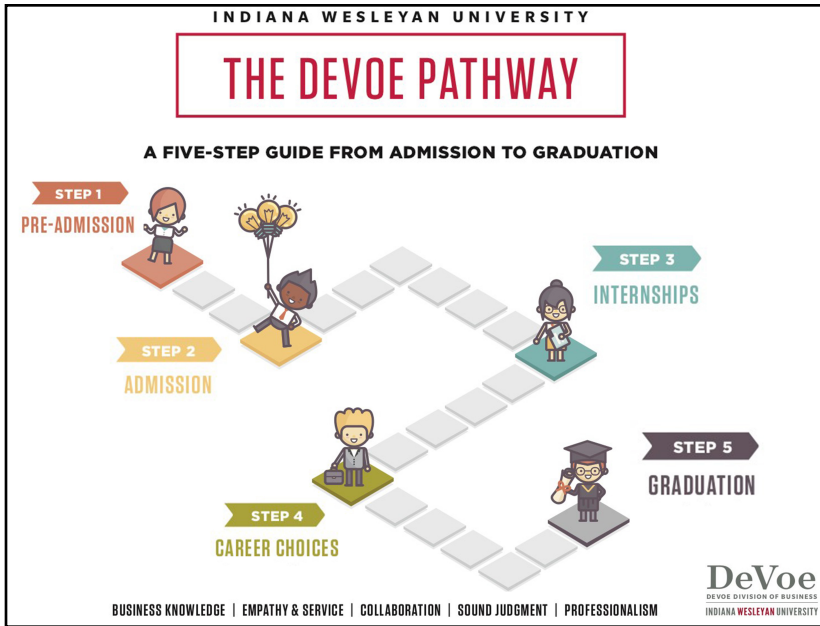 INDIANA WESLEYAN UNIVERSITY
THE DEVOE PATHWAY
A FIVE-STEP GUIDE FROM ADMISSION TO GRADUATION
STEP 1
PRE-ADMISSION
STEP 2
ADMISSION
STEP 3
INTERNSHIPS
STEP 4
CAREER CHOICES
STEP 5
GRADUATION
BUSINESS KNOWLEDGE | EMPATHY & SERVICE | COLLABORATION | SOUND JUDGMENT | PROFESSIONALISM
DeVoe
DEVOE DIVISION OF BUSINESS
INDIANA WESLEYAN UNIVERSITY